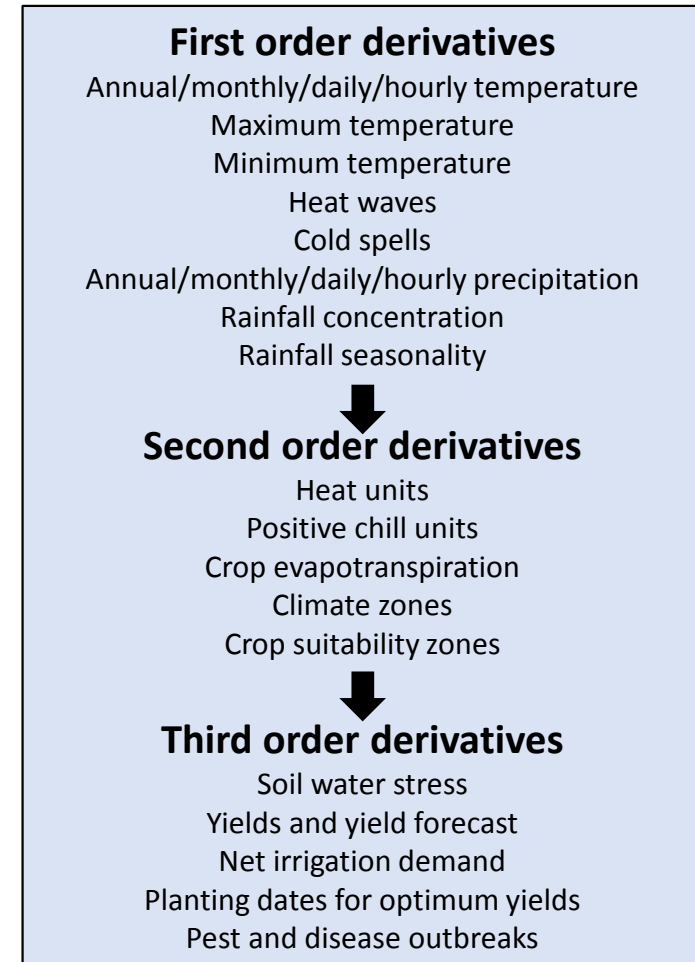 First order derivatives
Annual/monthly/daily/hourly temperature
Maximum temperature
Minimum temperature
Heat waves
Cold spells
Annual/monthly/daily/hourly precipitation
Rainfall concentration
Rainfall seasonality
Second order derivatives
Heat units
Positive chill units
Crop evapotranspiration
Climate zones
Crop suitability zones
Third order derivatives
Soil water stress
Yields and yield forecast
Net irrigation demand
Planting dates for optimum yields
Pest and disease outbreaks